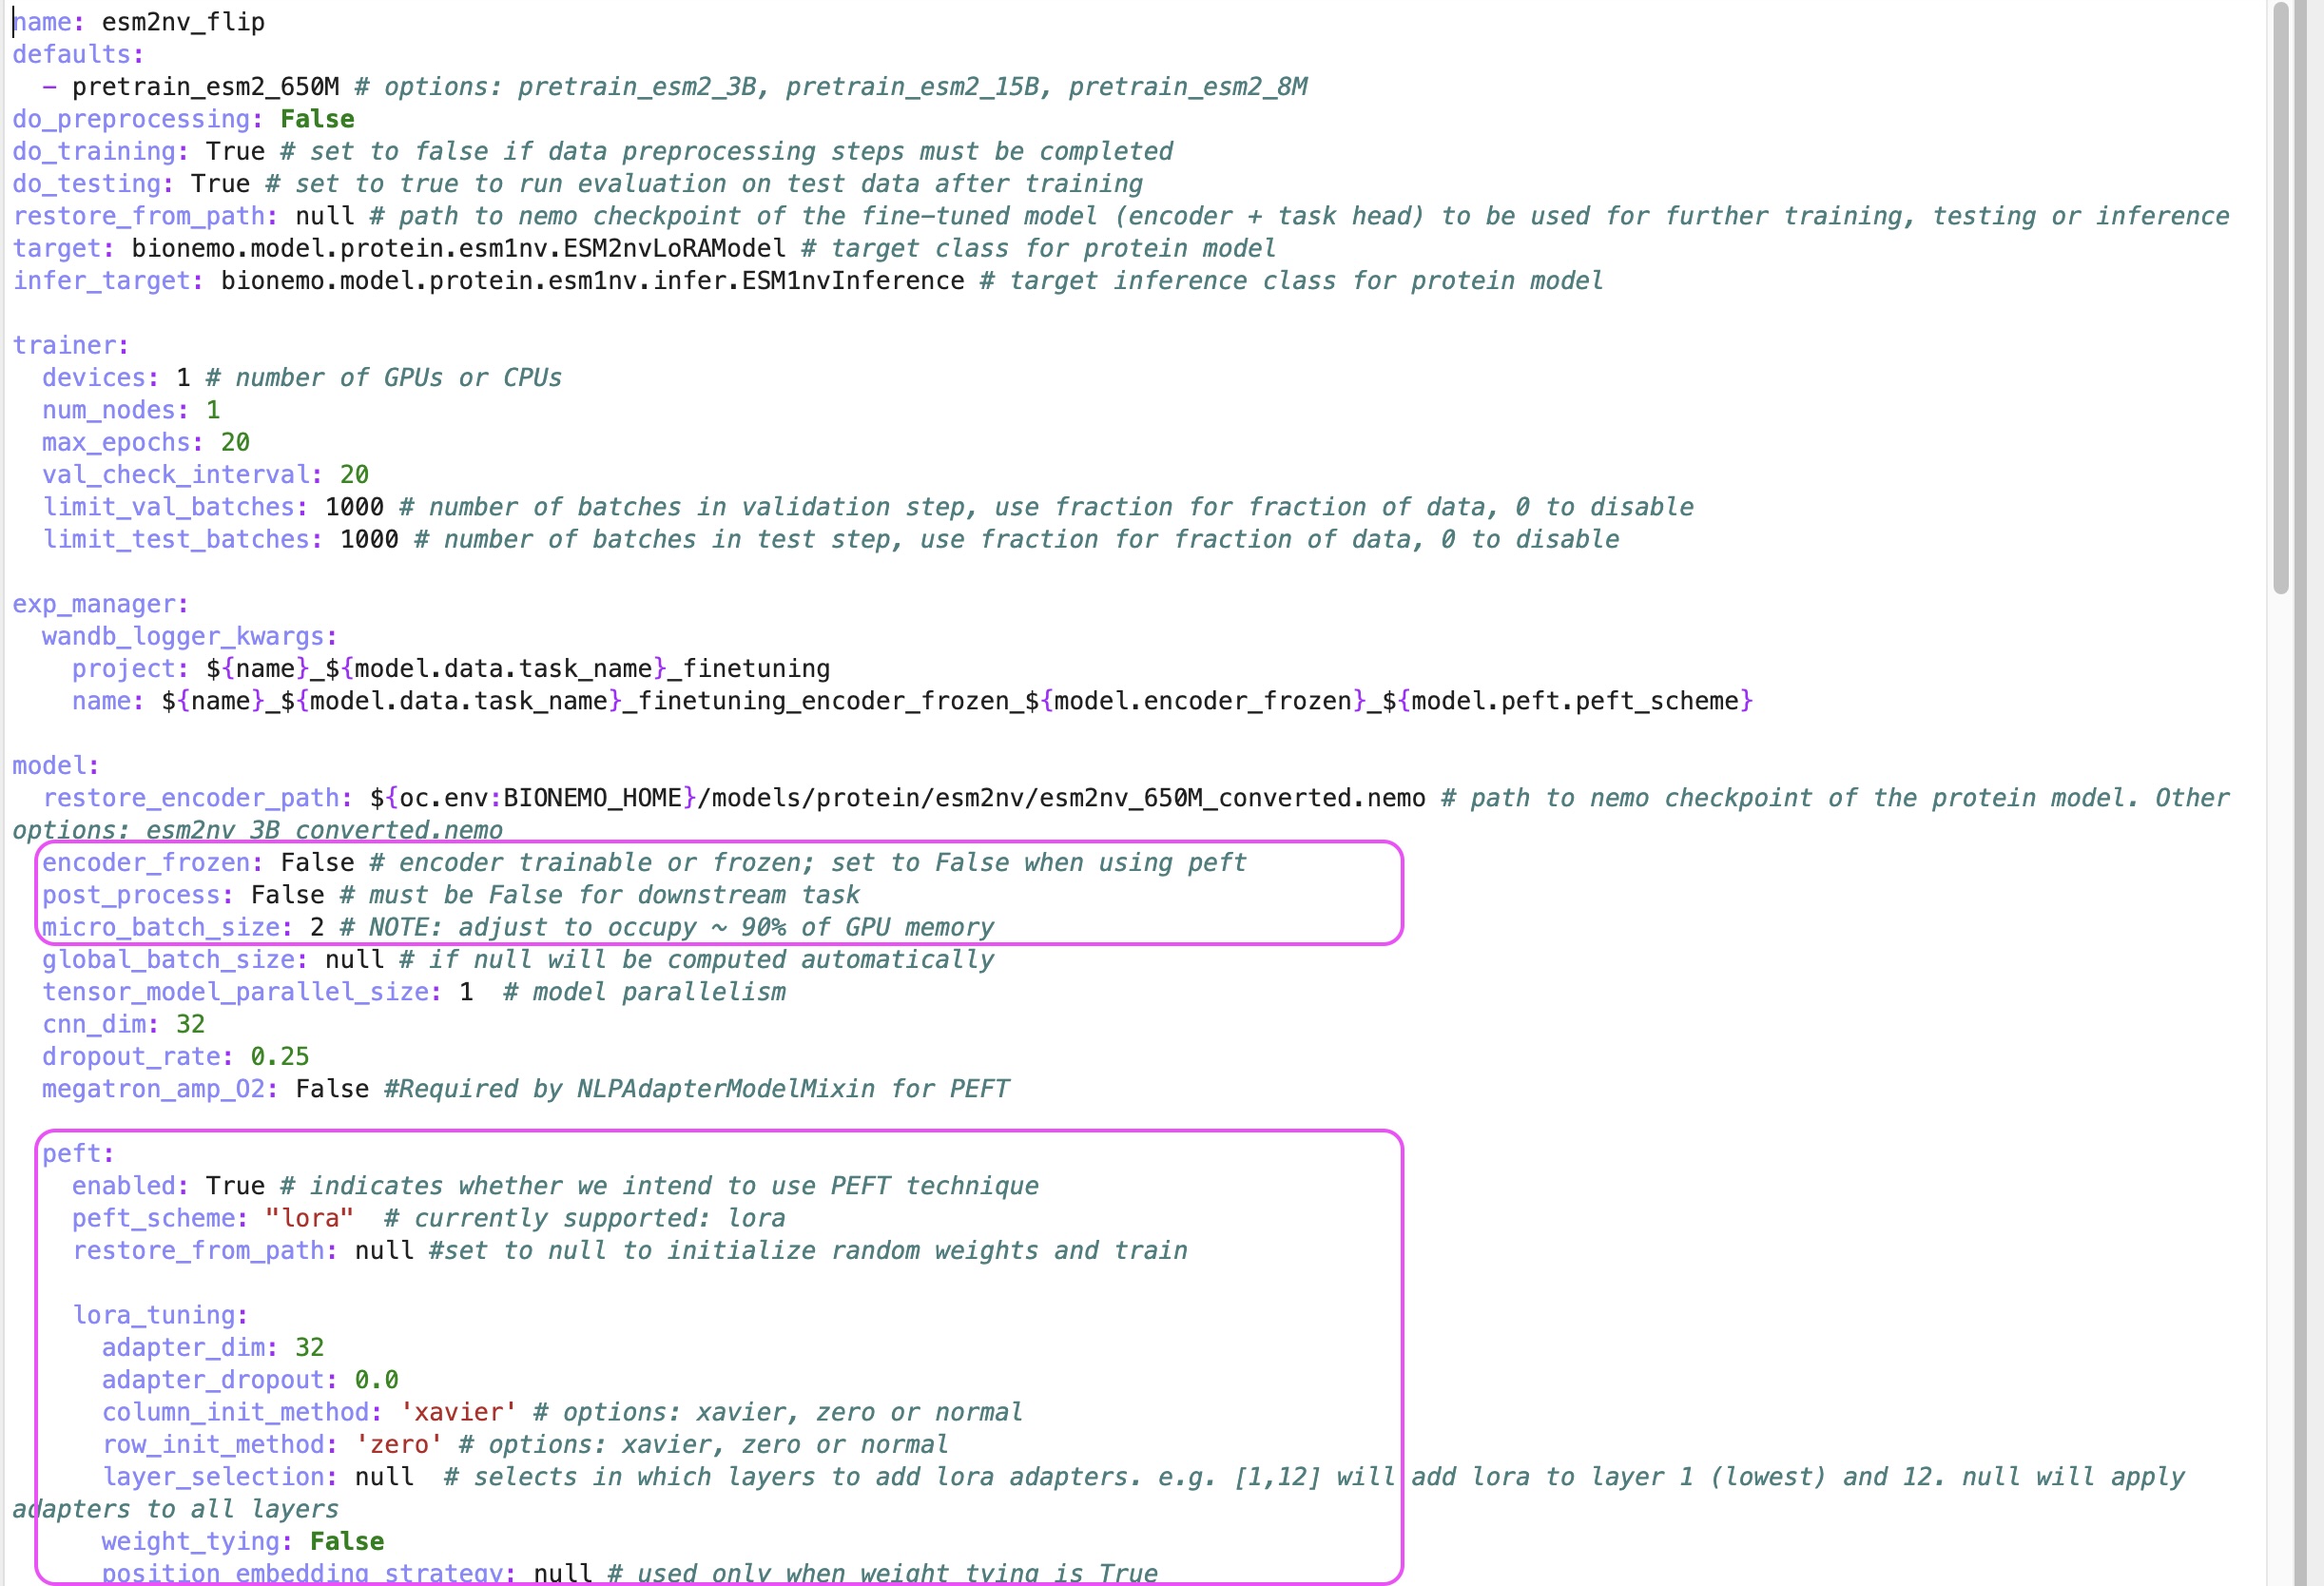 name: esm2nv_flip
defaults:
  - pretrain_esm2_650M # options: pretrain_esm2_3B, pretrain_esm2_15B, pretrain_esm2_8M
do_preprocessing: False
do_training: True # set to false if data preprocessing steps must be completed
do_testing: True # set to true to run evaluation on test data after training
restore_from_path: null # path to nemo checkpoint of the fine-tuned model (encoder + task head) to be used for further training, testing or inference
target: bionemo.model.protein.esm1nv.ESM2nvLoRAModel # target class for protein model
infer_target: bionemo.model.protein.esm1nv.infer.ESM1nvInference # target inference class for protein model

trainer:
  devices: 1 # number of GPUs or CPUs
  num_nodes: 1
  max_epochs: 20
  val_check_interval: 20
  limit_val_batches: 1000 # number of batches in validation step, use fraction for fraction of data, 0 to disable
  limit_test_batches: 1000 # number of batches in test step, use fraction for fraction of data, 0 to disable

exp_manager:
  wandb_logger_kwargs:
    project: ${name}_${model.data.task_name}_finetuning
    name: ${name}_${model.data.task_name}_finetuning_encoder_frozen_${model.encoder_frozen}_${model.peft.peft_scheme}

model:
  restore_encoder_path: ${oc.env:BIONEMO_HOME}/models/protein/esm2nv/esm2nv_650M_converted.nemo # path to nemo checkpoint of the protein model. Other
options: esm2nv_3B_converted.nemo
  encoder_frozen: False # encoder trainable or frozen; set to False when using peft
  post_process: False # must be False for downstream task
  micro_batch_size: 2 # NOTE: adjust to occupy ~ 90% of GPU memory
  global_batch_size: null # if null will be computed automatically
  tensor_model_parallel_size: 1  # model parallelism
  cnn_dim: 32
  dropout_rate: 0.25
  megatron_amp_O2: False #Required by NLPAdapterModelMixin for PEFT

  peft:
    enabled: True # indicates whether we intend to use PEFT technique
    peft_scheme: "lora"  # currently supported: lora
    restore_from_path: null #set to null to initialize random weights and train

    lora_tuning:
      adapter_dim: 32
      adapter_dropout: 0.0
      column_init_method: 'xavier' # options: xavier, zero or normal
      row_init_method: 'zero' # options: xavier, zero or normal
      layer_selection: null  # selects in which layers to add lora adapters. e.g. [1,12] will add lora to layer 1 (lowest) and 12. null will apply
adapters to all layers
      weight_tying: False
      position_embedding_strategy: null # used only when weight_tying is True